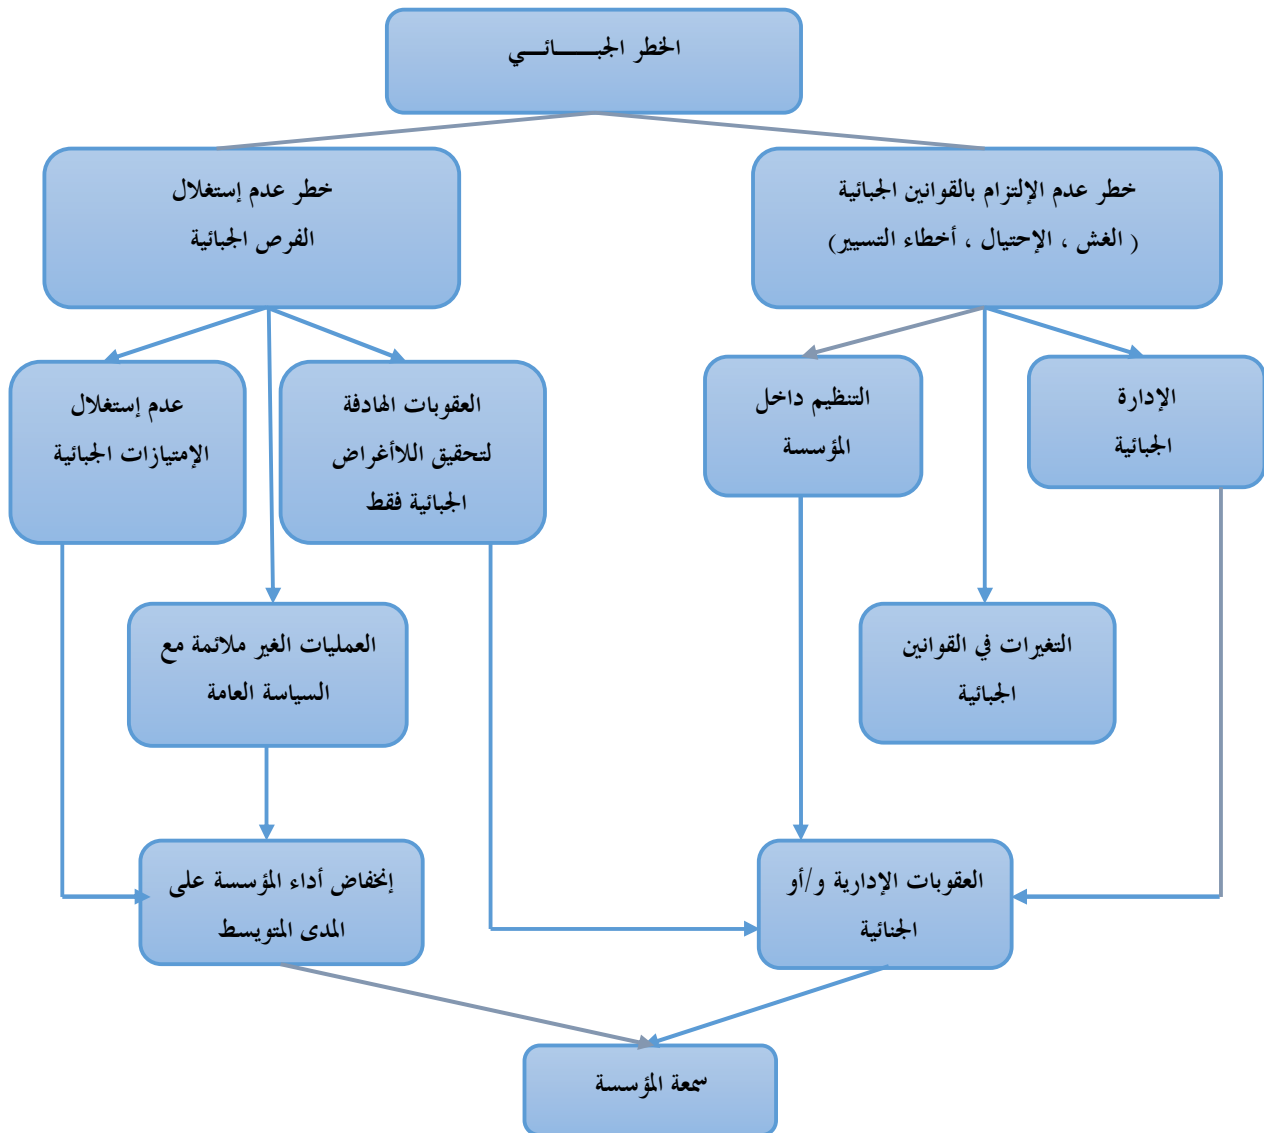 الخطر الجبـــــــائـــــي
خطر عدم الإلتزام بالقوانين الجبائية
( الغش ، الإحتيال ، أخطاء التسيير)
خطر عدم إستغلال
الفرص الجبائية
الإدارة
الجبائية
التنظيم داخل
المؤسسة
العقوبات الهادفة
لتحقيق اللاأغراض
الجبائية فقط
عدم إستغلال
الإمتيازات الجبائية
التغيرات في القوانين
الجبائية
العمليات الغير ملائمة مع
السياسة العامة
العقوبات الإدارية و/أو
الجنائية
إنخفاض أداء المؤسسة على
المدى المتويسط
سمعة المؤسسة